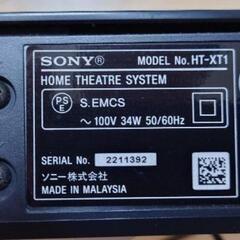 SONY® MODEL No. HT-XT1
HOME THEATRE SYSTEM
PSE S.EMCS
～100V 34W 50/60Hz
SERIAL No. 2211392
ソニー株式会社
MADE IN MALAYSIA